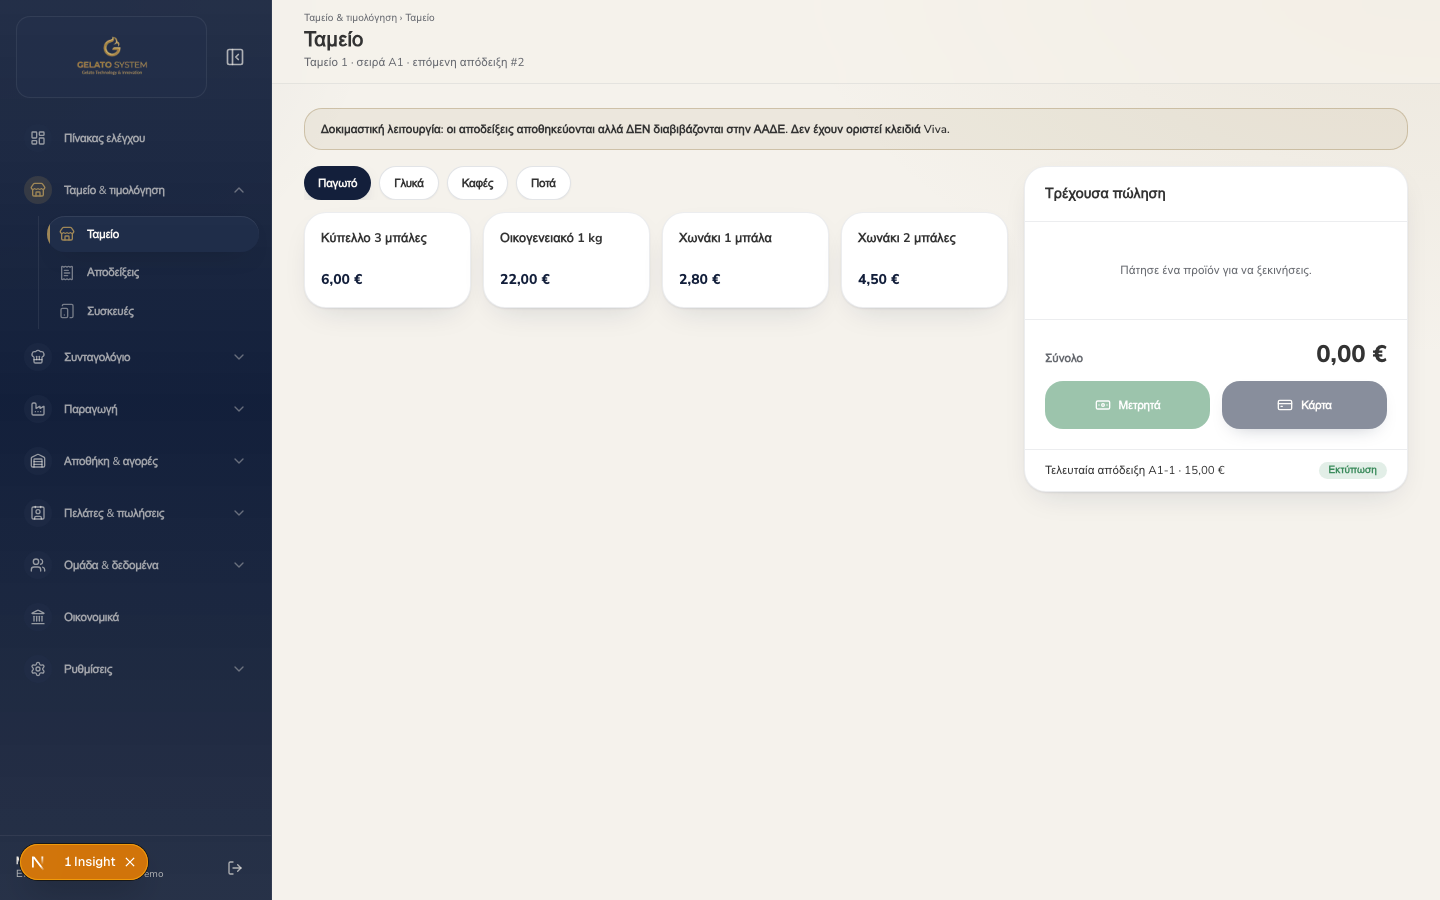 GELATO SYSTEM
Gelato Technology & Innovation
Πίνακας ελέγχου
Ταμείο & τιμολόγηση
Ταμείο
Αποδείξεις
Συσκευές
Συνταγολόγιο
Παραγωγή
Αποθήκη & αγορές
Πελάτες & πωλήσεις
Ομάδα & δεδομένα
Οικονομικά
Ρυθμίσεις
1 Insight
Ταμείο & τιμολόγηση › Ταμείο
Ταμείο
Ταμείο 1 · σειρά A1 · επόμενη απόδειξη #2
Δοκιμαστική λειτουργία: οι αποδείξεις αποθηκεύονται αλλά ΔΕΝ διαβιβάζονται στην ΑΑΔΕ. Δεν έχουν οριστεί κλειδιά Viva.
Παγωτό Γλυκά Καφές Ποτά
Κύπελλο 3 μπάλες
6,00 €
Οικογενειακό 1 kg
22,00 €
Χωνάκι 1 μπάλα
2,80 €
Χωνάκι 2 μπάλες
4,50 €
Τρέχουσα πώληση
Πάτησε ένα προϊόν για να ξεκινήσεις.
Σύνολο 0,00 €
Μετρητά Κάρτα
Τελευταία απόδειξη A1-1 · 15,00 € Εκτύπωση